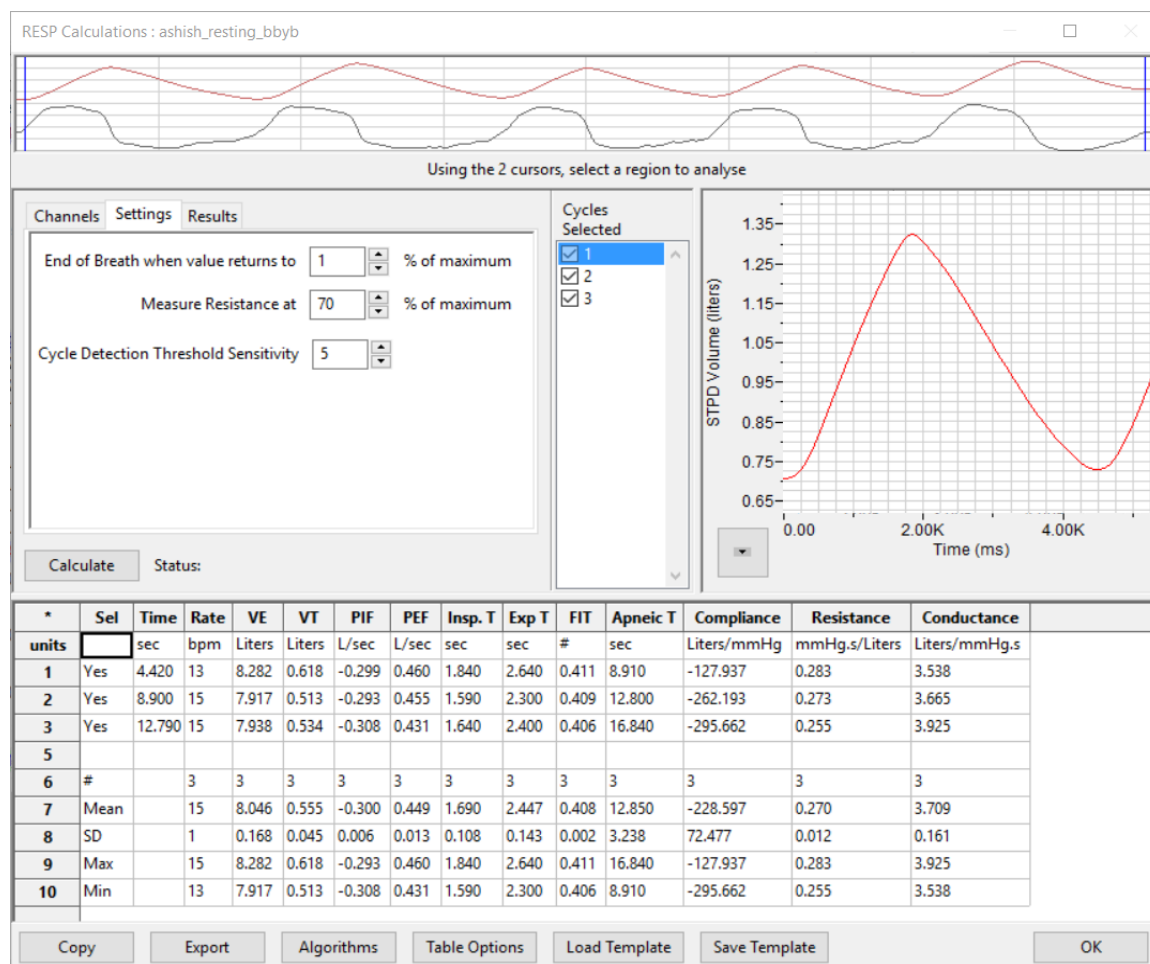 RESP Calculations : ashish_resting_bbyb
Using the 2 cursors, select a region to analyse
Channels Settings Results
End of Breath when value returns to 1 % of maximum
Measure Resistance at 70 % of maximum
Cycle Detection Threshold Sensitivity 5
Calculate Status:
Cycles
Selected
1
2
3
STPD Volume (liters)
1.35
1.25
1.15
1.05
0.95
0.85
0.75
0.65
0.00 2.00K 4.00K
Time (ms)
* Sel Time Rate VE VT PIF PEF Insp. T Exp T FIT Apneic T Compliance Resistance Conductance
units sec bpm Liters Liters L/sec L/sec sec sec # sec Liters/mmHg mmHg.s/Liters Liters/mmHg.s
1 Yes 4.420 13 8.282 0.618 -0.299 0.460 1.840 2.640 0.411 8.910 -127.937 0.283 3.538
2 Yes 8.900 15 7.917 0.513 -0.293 0.455 1.590 2.300 0.409 12.800 -262.193 0.273 3.665
3 Yes 12.790 15 7.938 0.534 -0.308 0.431 1.640 2.400 0.406 16.840 -295.662 0.255 3.925
5
6 # 3 3 3 3 3 3 3 3 3 3 3 3
7 Mean 15 8.046 0.555 -0.300 0.449 1.690 2.447 0.408 12.850 -228.597 0.270 3.709
8 SD 1 0.168 0.045 0.006 0.013 0.108 0.143 0.002 3.238 72.477 0.012 0.161
9 Max 15 8.282 0.618 -0.293 0.460 1.840 2.640 0.411 16.840 -127.937 0.283 3.925
10 Min 13 7.917 0.513 -0.308 0.431 1.590 2.300 0.406 8.910 -295.662 0.255 3.538
Copy Export Algorithms Table Options Load Template Save Template OK